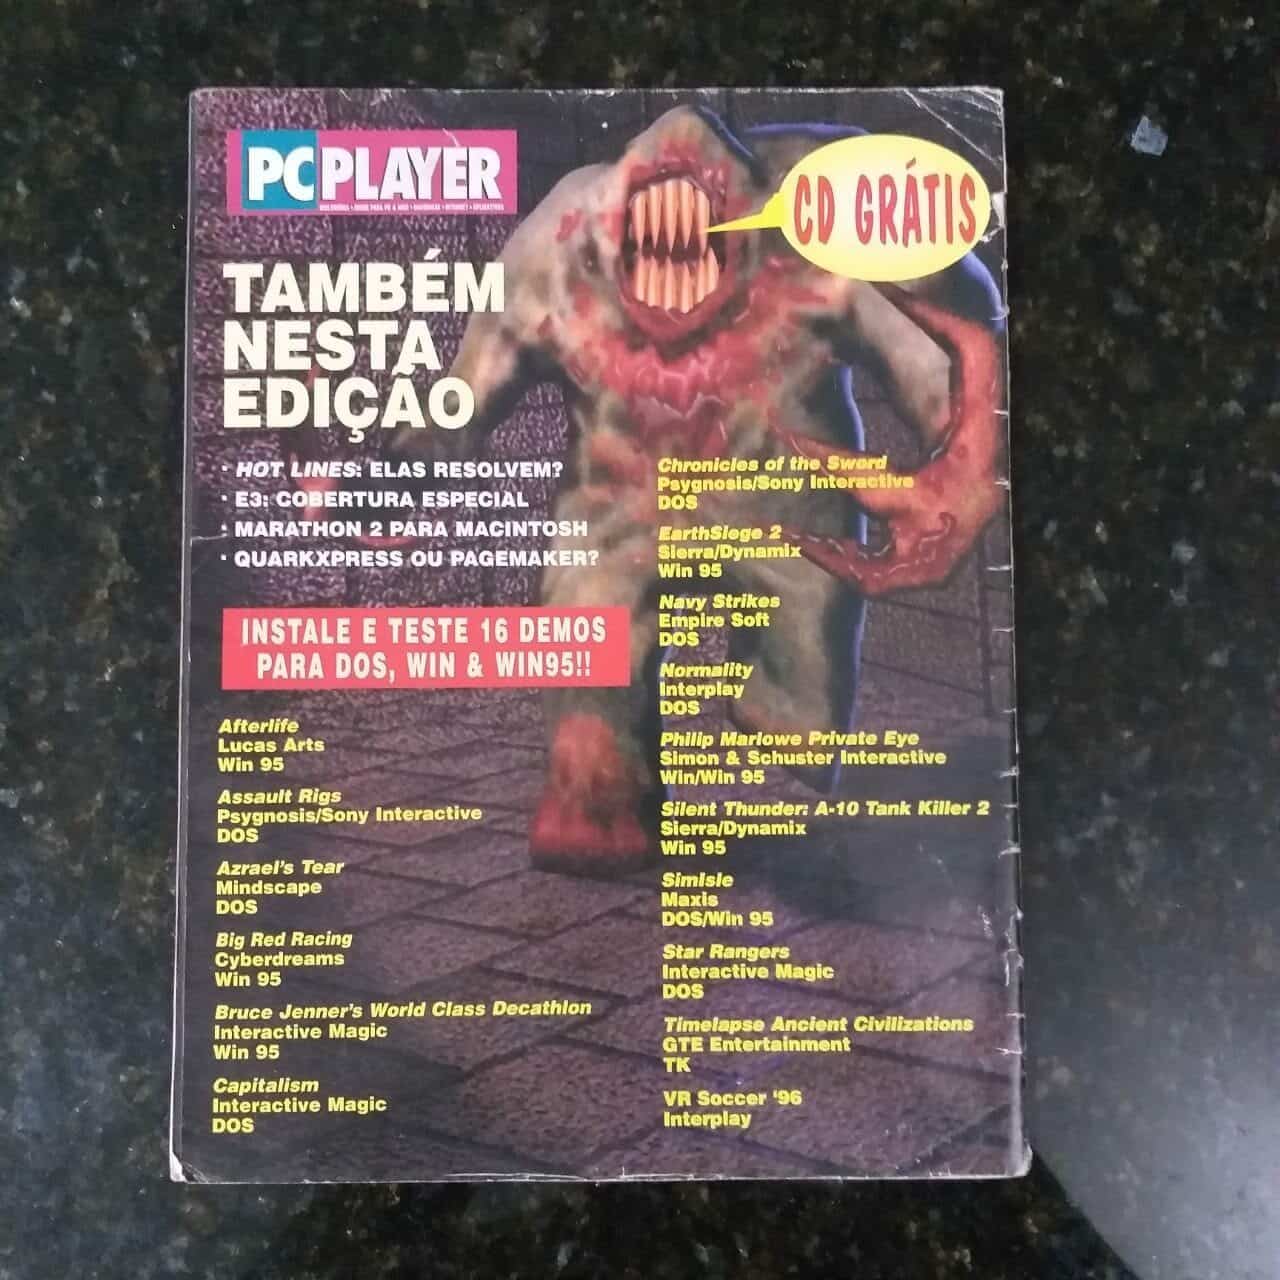 PC PLAYER
TAMBÉM
NESTA
EDIÇÃO
CD GRÁTIS
· HOT LINES: ELAS RESOLVEM?
· E3: COBERTURA ESPECIAL
· MARATHON 2 PARA MACINTOSH
· QUARKXPRESS OU PAGEMAKER?
INSTALE E TESTE 16 DEMOS
PARA DOS, WIN & WIN95!!
Afterlife
Lucas Arts
Win 95
Assault Rigs
Psygnosis/Sony Interactive
DOS
Azrael's Tear
Mindscape
DOS
Big Red Racing
Cyberdreams
Win 95
Bruce Jenner's World Class Decathlon
Interactive Magic
Win 95
Capitalism
Interactive Magic
DOS
Chronicles of the Sword
Psygnosis/Sony Interactive
DOS
EarthSiege 2
Sierra/Dynamix
Win 95
Navy Strikes
Empire Soft
DOS
Normality
Interplay
DOS
Philip Marlowe Private Eye
Simon & Schuster Interactive
Win/Win 95
Silent Thunder: A-10 Tank Killer 2
Sierra/Dynamix
Win 95
SimIsle
Maxis
DOS/Win 95
Star Rangers
Interactive Magic
DOS
Timelapse Ancient Civilizations
GTE Entertainment
TK
VR Soccer '96
Interplay